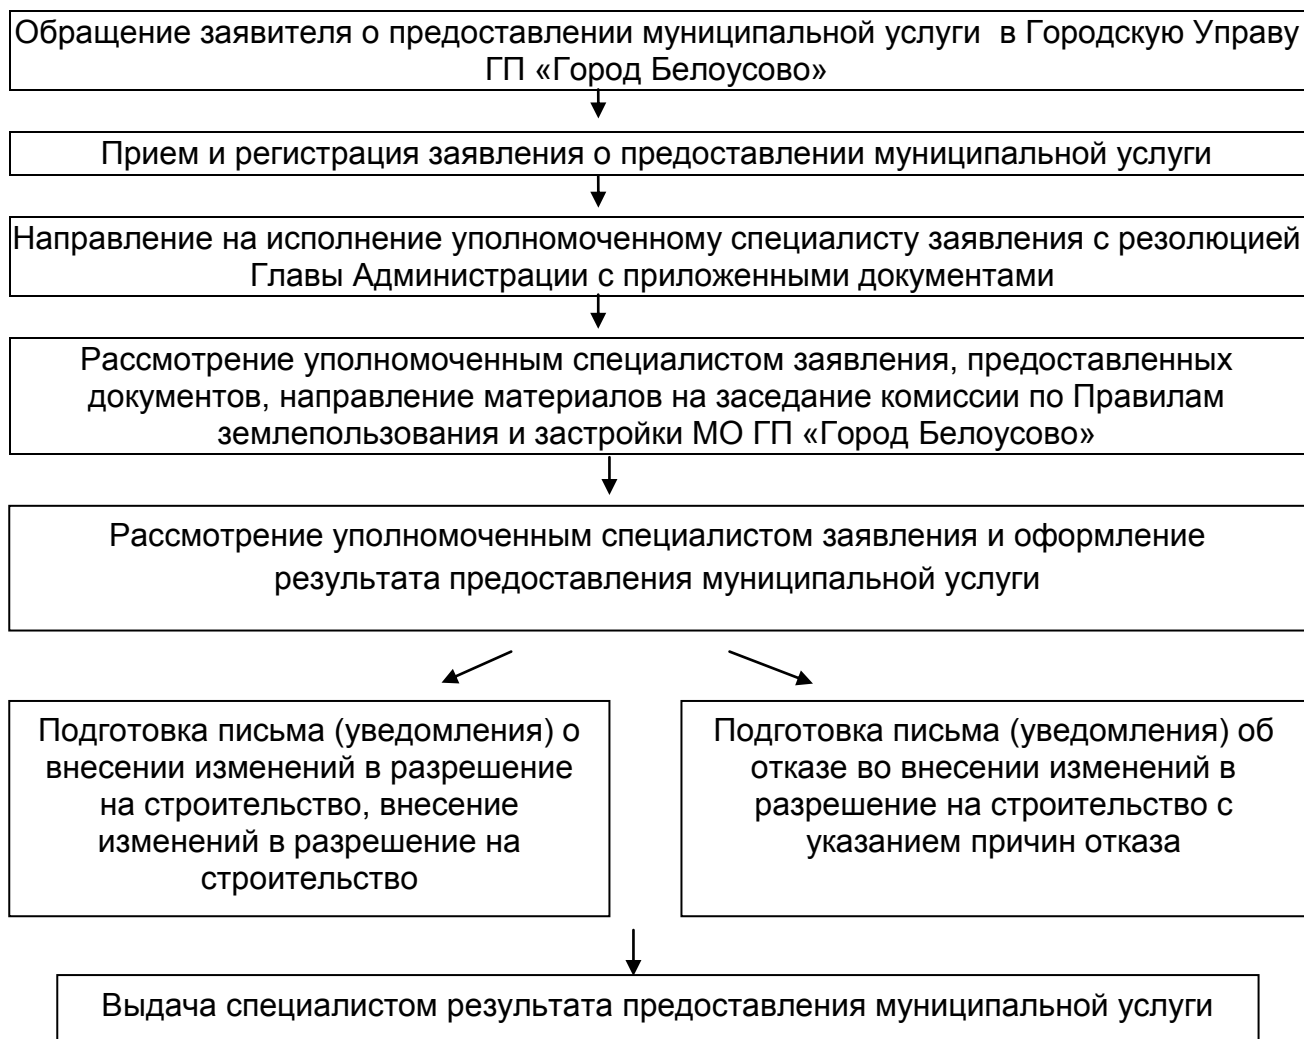 Обращение заявителя о предоставлении муниципальной услуги в Городскую Управу
ГП «Город Белоусово»
Прием и регистрация заявления о предоставлении муниципальной услуги
Направление на исполнение уполномоченному специалисту заявления с резолюцией
Главы Администрации с приложенными документами
Рассмотрение уполномоченным специалистом заявления, предоставленных
документов, направление материалов на заседание комиссии по Правилам
землепользования и застройки МО ГП «Город Белоусово»
Рассмотрение уполномоченным специалистом заявления и оформление
результата предоставления муниципальной услуги
Подготовка письма (уведомления) о
внесении изменений в разрешение
на строительство, внесение
изменений в разрешение на
строительство
Подготовка письма (уведомления) об
отказе во внесении изменений в
разрешение на строительство с
указанием причин отказа
Выдача специалистом результата предоставления муниципальной услуги